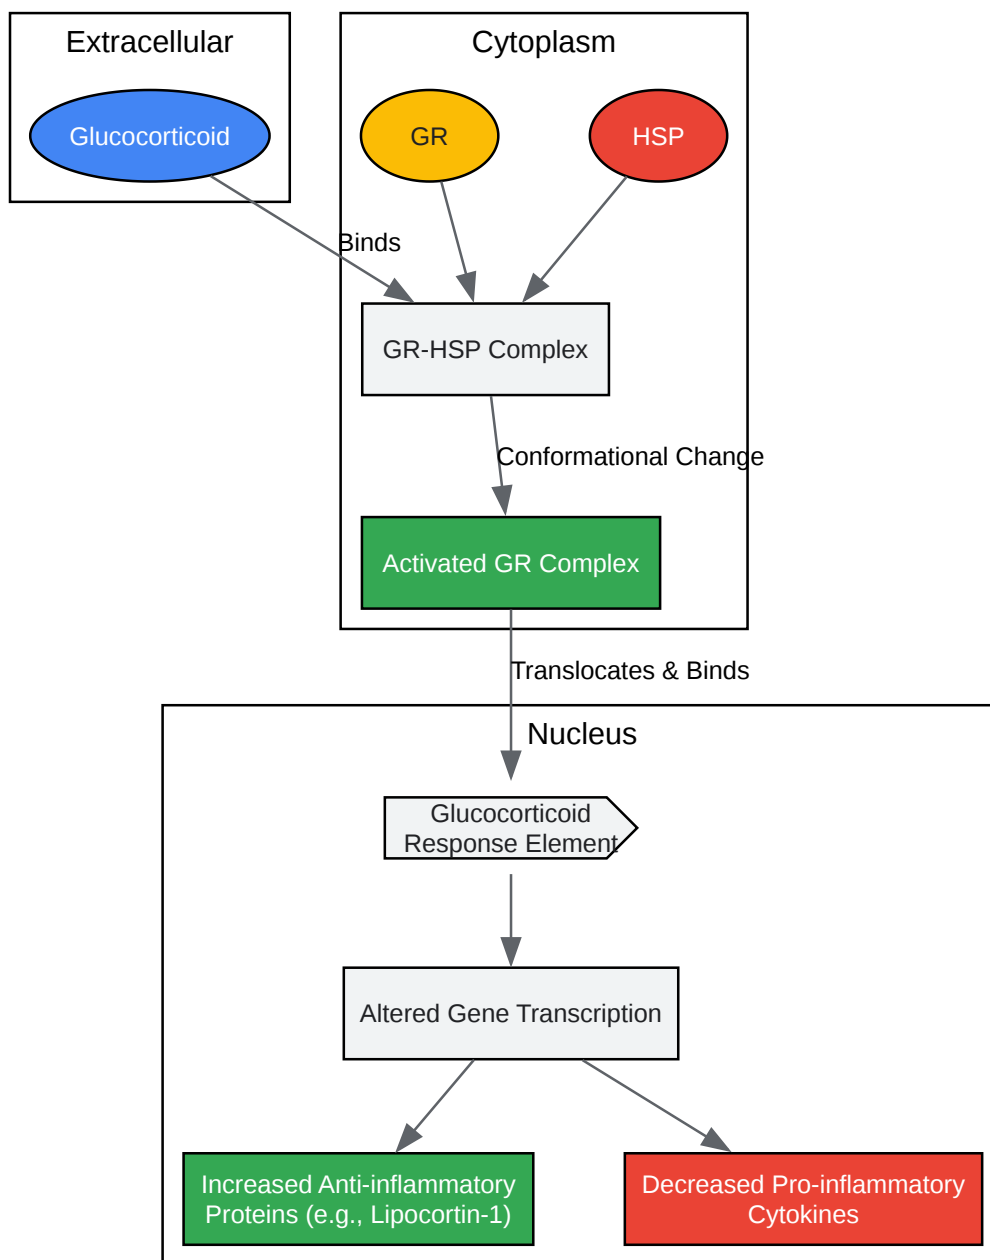 Extracellular
Cytoplasm
Glucocorticoid
GR
HSP
Binds
GR-HSP Complex
Conformational Change
Activated GR Complex
Translocates & Binds
Nucleus
Glucocorticoid
Response Element
Altered Gene Transcription
Increased Anti-inflammatory
Proteins (e.g., Lipocortin-1)
Decreased Pro-inflammatory
Cytokines